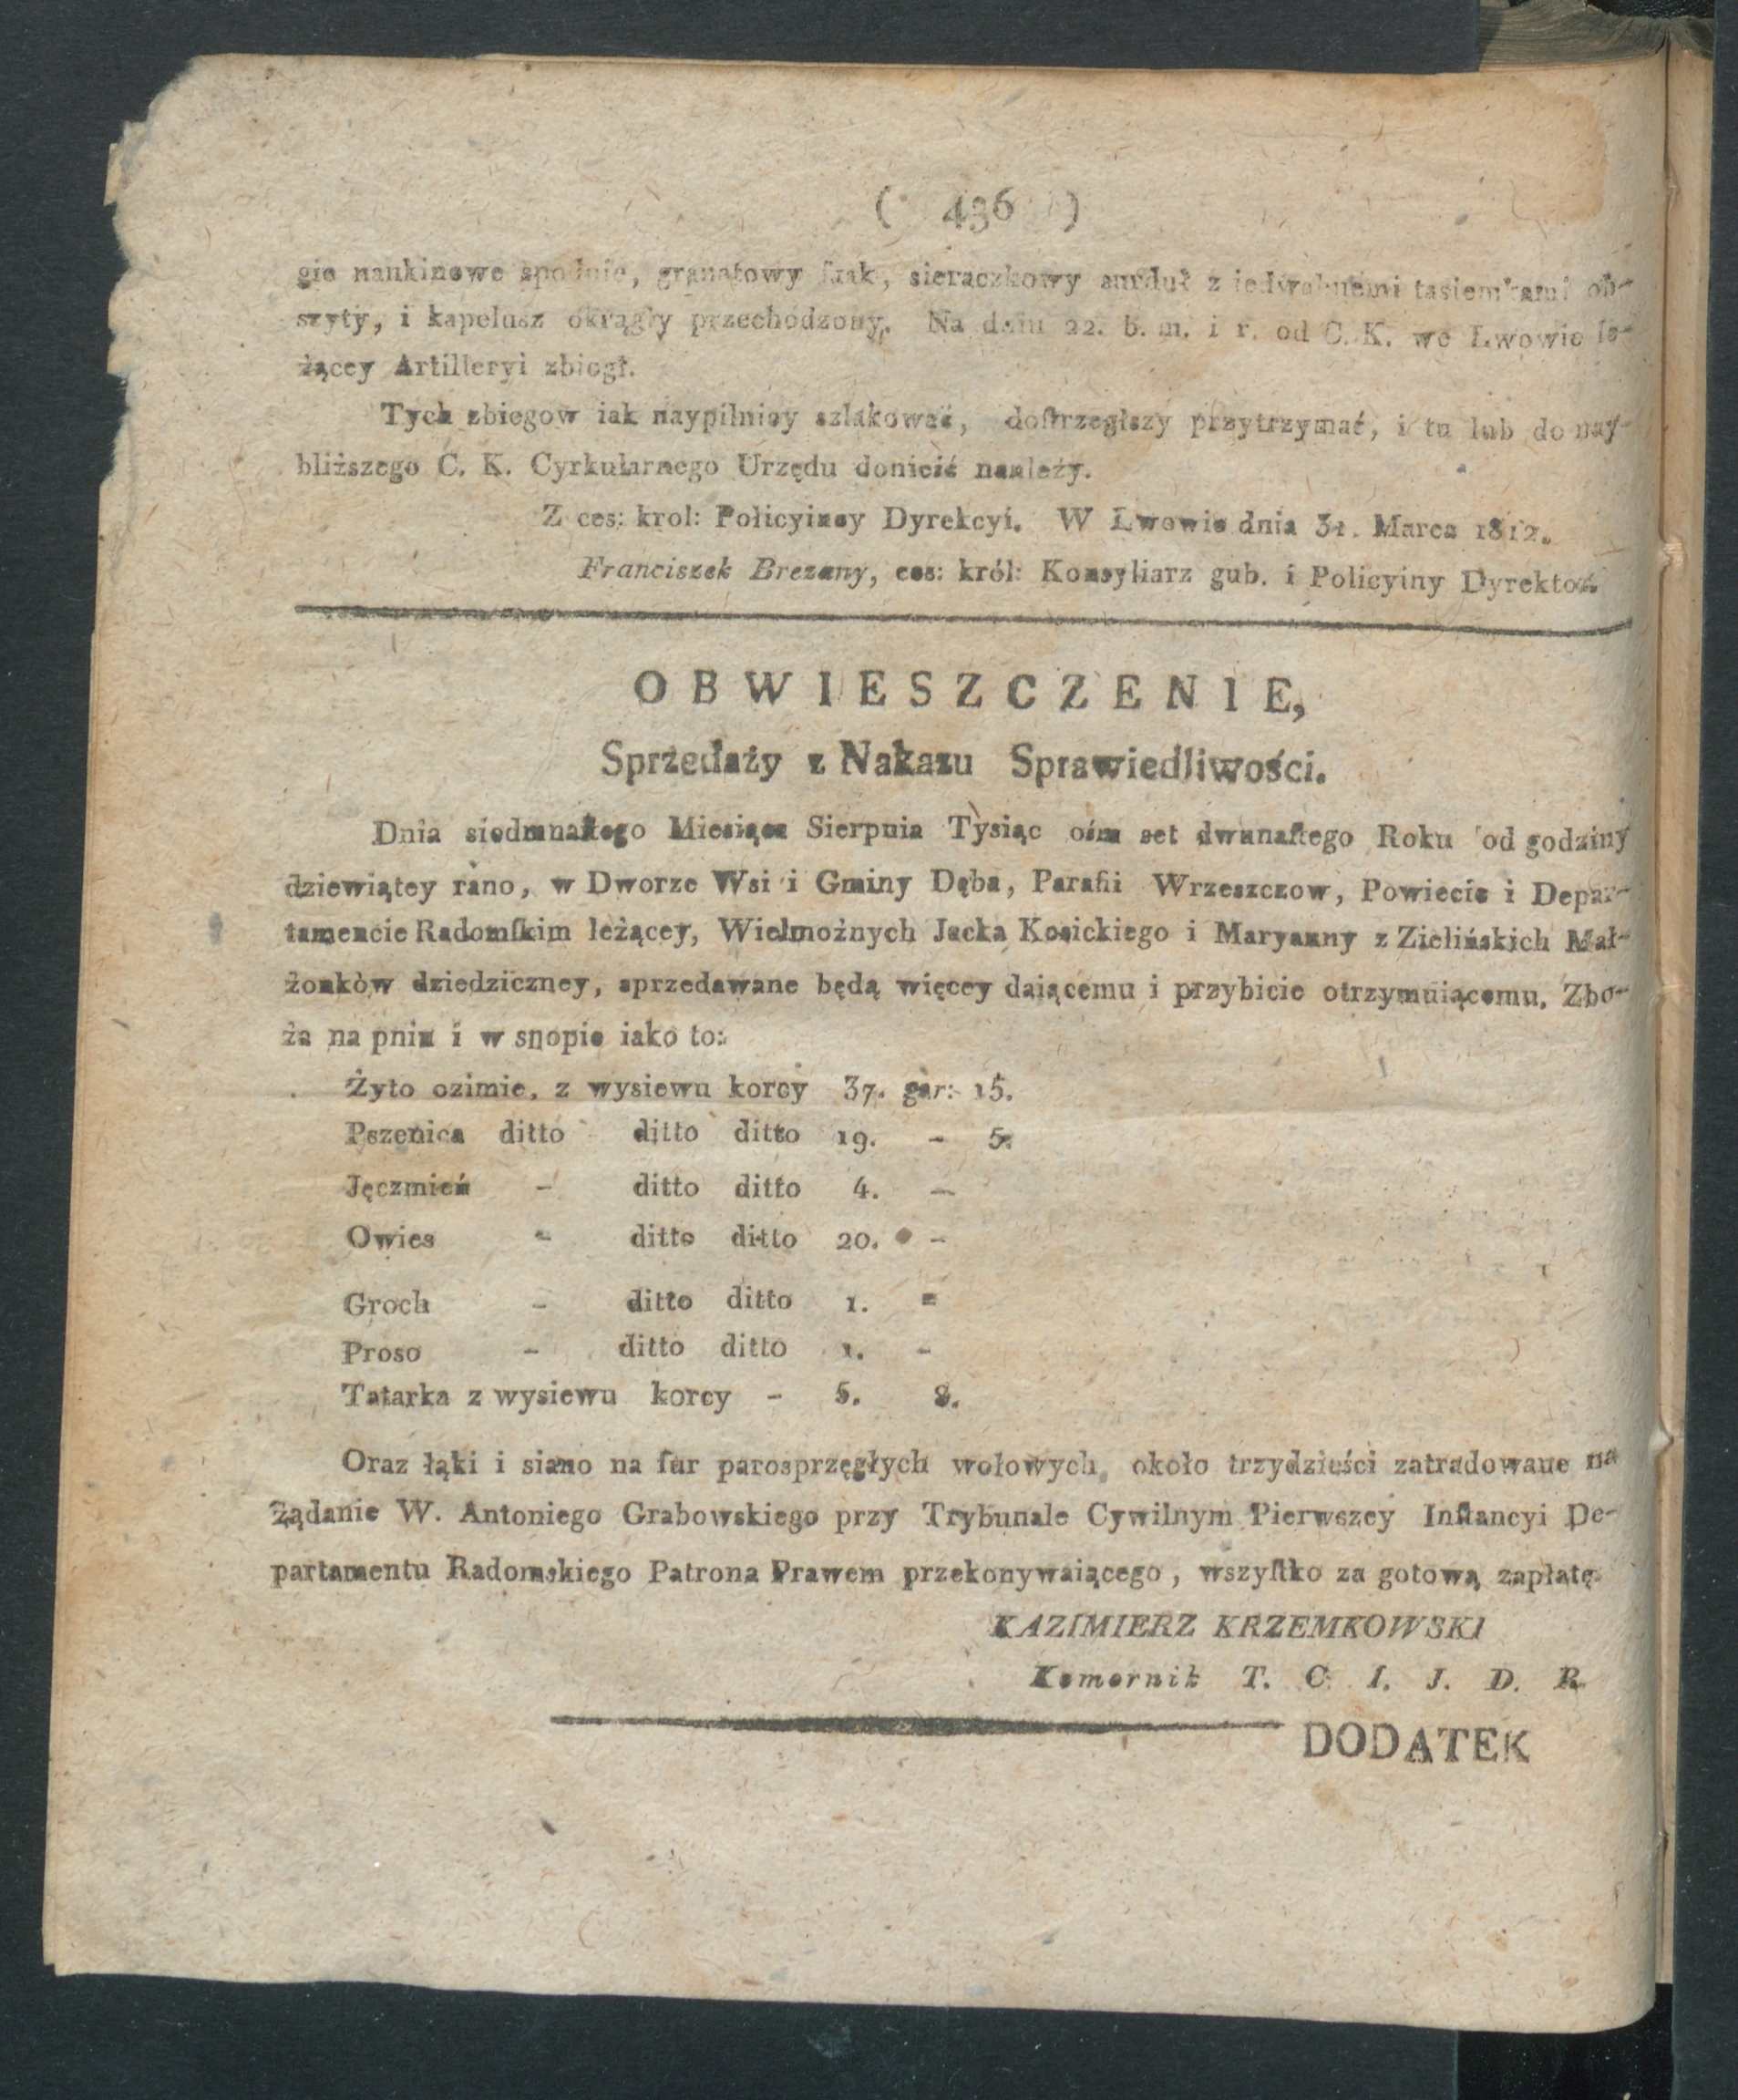 ( 436 )
gie nankinowe spodnie, granatowy frak, sieraczkowy surdut z iedwabnemi tasiemkami ob-
szyty, i kapelusz okrągły przechodzony. Na dniu 22. b. m. i r. od C. K. we Lwowie le-
żącey Artilleryi zbiegł.
Tych zbiegow iak naypilniey szlakować, doſtrzegłszy przytrzymać, i tu lub do nay-
bliższego C. K. Cyrkularnego Urzędu donieść należy.
Z ces: krol: Policyiney Dyrekcyi. W Lwowie dnia 31. Marca 1812.
Franciszek Brezany, ces: król: Konsyliarz gub. i Policyiny Dyrektor.
OBWIESZCZENIE,
Sprzedaży z Nakazu Sprawiedliwości.
Dnia siedmnaſtego Miesiąca Sierpnia Tysiąc ośm set dwunaſtego Roku od godziny
dziewiątey rano, w Dworze Wsi i Gminy Dęba, Parafii Wrzeszczow, Powiecie i Depar-
tamencie Radomſkim leżącey, Wielmożnych Jacka Kosickiego i Maryanny z Zielińskich Mał-
żonkòw dziedziczney, sprzedawane będą więcey daiącemu i przybicie otrzymuiącemu. Zbo-
ża na pniu i w snopie iako to:
Żyto ozimie, z wysiewu korcy 37. gar: 15.
Pszenica ditto ditto ditto 19. - 5.
Jęczmień - ditto ditto 4. -
Owies - ditto ditto 20. -
Groch - ditto ditto 1. -
Proso - ditto ditto 1. -
Tatarka z wysiewu korcy - 5. 8.
Oraz łąki i siano na fur parosprzęgłych wołowych, około trzydzieści zatradowane na
żądanie W. Antoniego Grabowskiego przy Trybunale Cywilnym Pierwszey Inſtancyi De-
partamentu Radomskiego Patrona Prawem przekonywaiącego, wszyſtko za gotową zapłatę.
KAZIMIERZ KRZEMKOWSKI
Komornik T. C. I. J. D. R.
DODATEK